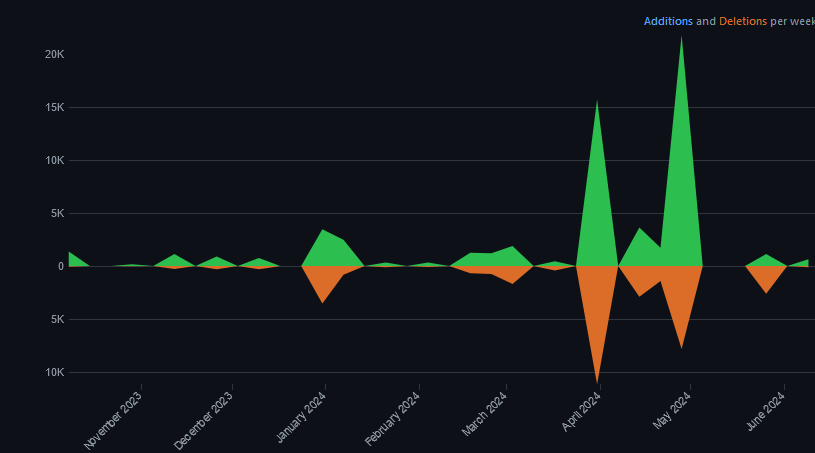 Additions and Deletions per week
20K
15K
10K
5K
0
5K
10K
November 2023
December 2023
January 2024
February 2024
March 2024
April 2024
May 2024
June 2024